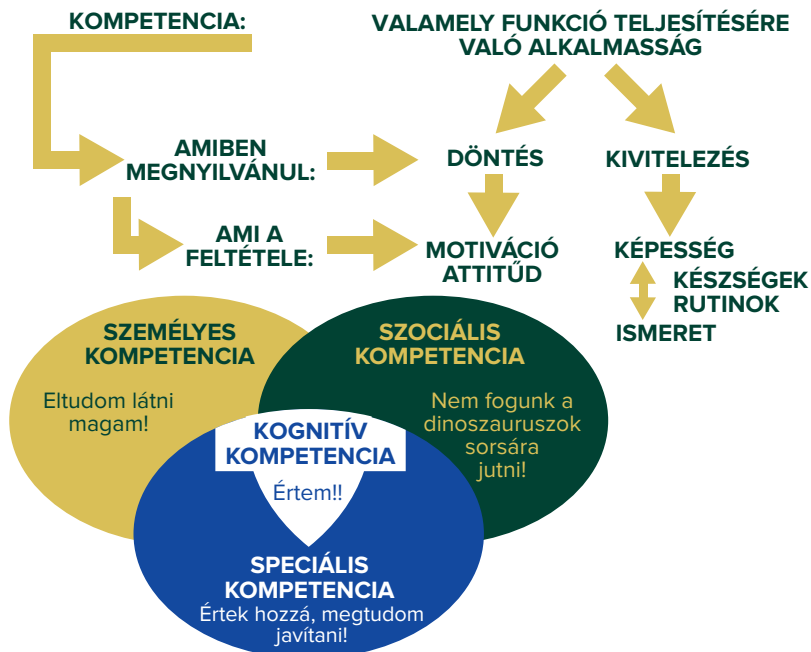 KOMPETENCIA:
VALAMELY FUNKCIÓ TELJESÍTÉSÉRE
VALÓ ALKALMASSÁG
AMIBEN
MEGNYILVÁNUL:
DÖNTÉS
KIVITELEZÉS
AMI A
FELTÉTELE:
MOTIVÁCIÓ
ATTITŰD
KÉPESSÉG
KÉSZSÉGEK
RUTINOK
ISMERET
SZEMÉLYES
KOMPETENCIA
Eltudom látni
magam!
SZOCIÁLIS
KOMPETENCIA
Nem fogunk a
dinoszauruszok
sorsára
jutni!
KOGNITÍV
KOMPETENCIA
Értem!!
SPECIÁLIS
KOMPETENCIA
Értek hozzá, megtudom
javítani!